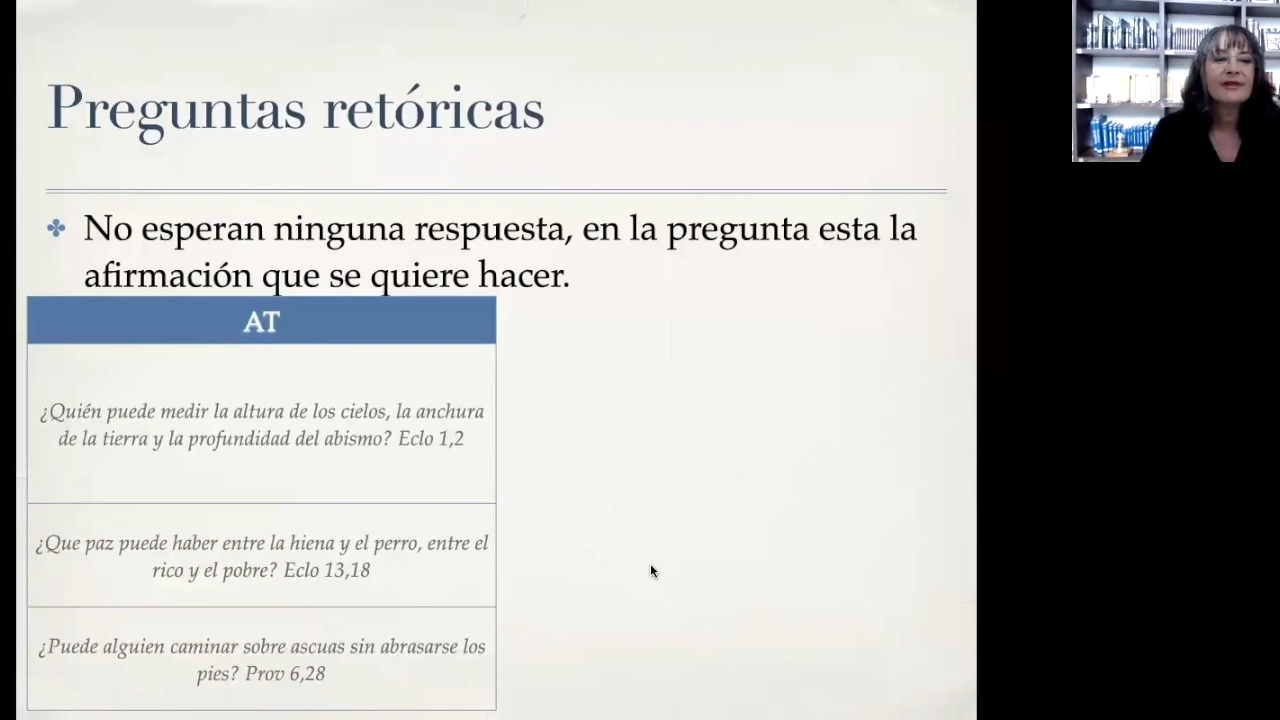 Preguntas retóricas
No esperan ninguna respuesta, en la pregunta esta la
afirmación que se quiere hacer.
AT
¿Quién puede medir la altura de los cielos, la anchura
de la tierra y la profundidad del abismo? Eclo 1,2
¿Que paz puede haber entre la hiena y el perro, entre el
rico y el pobre? Eclo 13,18
¿Puede alguien caminar sobre ascuas sin abrasarse los
pies? Prov 6,28